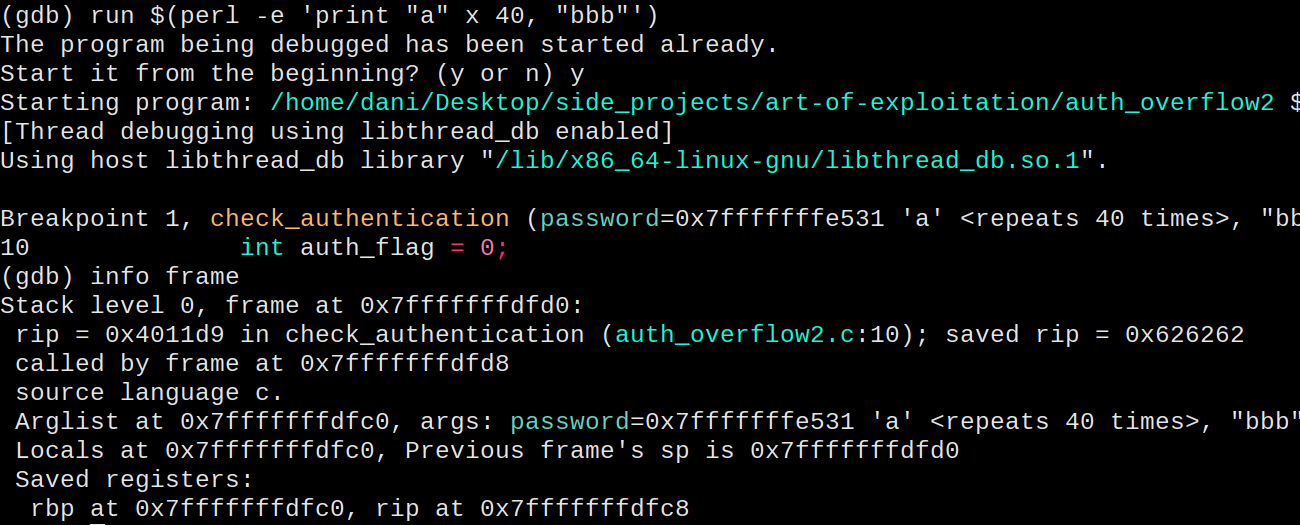 (gdb) run $(perl -e 'print "a" x 40, "bbb"')
The program being debugged has been started already.
Start it from the beginning? (y or n) y
Starting program: /home/dani/Desktop/side_projects/art-of-exploitation/auth_overflow2 $
[Thread debugging using libthread_db enabled]
Using host libthread_db library "/lib/x86_64-linux-gnu/libthread_db.so.1".
Breakpoint 1, check_authentication (password=0x7fffffffe531 'a' <repeats 40 times>, "bb
10              int auth_flag = 0;
(gdb) info frame
Stack level 0, frame at 0x7fffffffdfd0:
 rip = 0x4011d9 in check_authentication (auth_overflow2.c:10); saved rip = 0x626262
 called by frame at 0x7fffffffdfd8
 source language c.
 Arglist at 0x7fffffffdfc0, args: password=0x7fffffffe531 'a' <repeats 40 times>, "bbb"
 Locals at 0x7fffffffdfc0, Previous frame's sp is 0x7fffffffdfd0
 Saved registers:
  rbp at 0x7fffffffdfc0, rip at 0x7fffffffdfc8